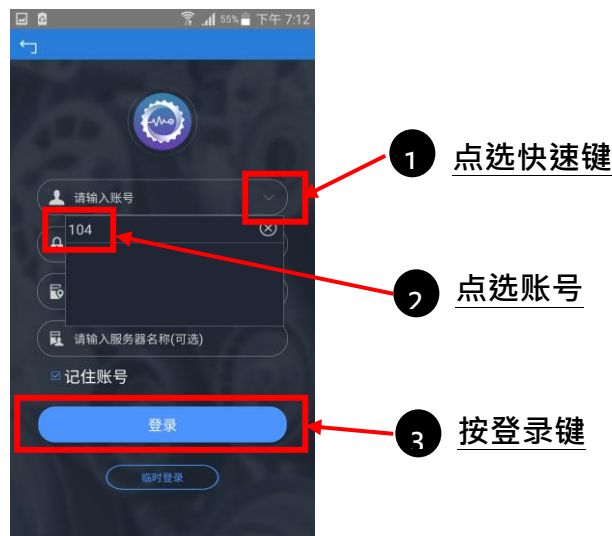 55% 下午 7:12
1 点选快速键
请输入账号
104
2 点选账号
请输入服务器名称(可选)
记住账号
登录
3 按登录键
临时登录